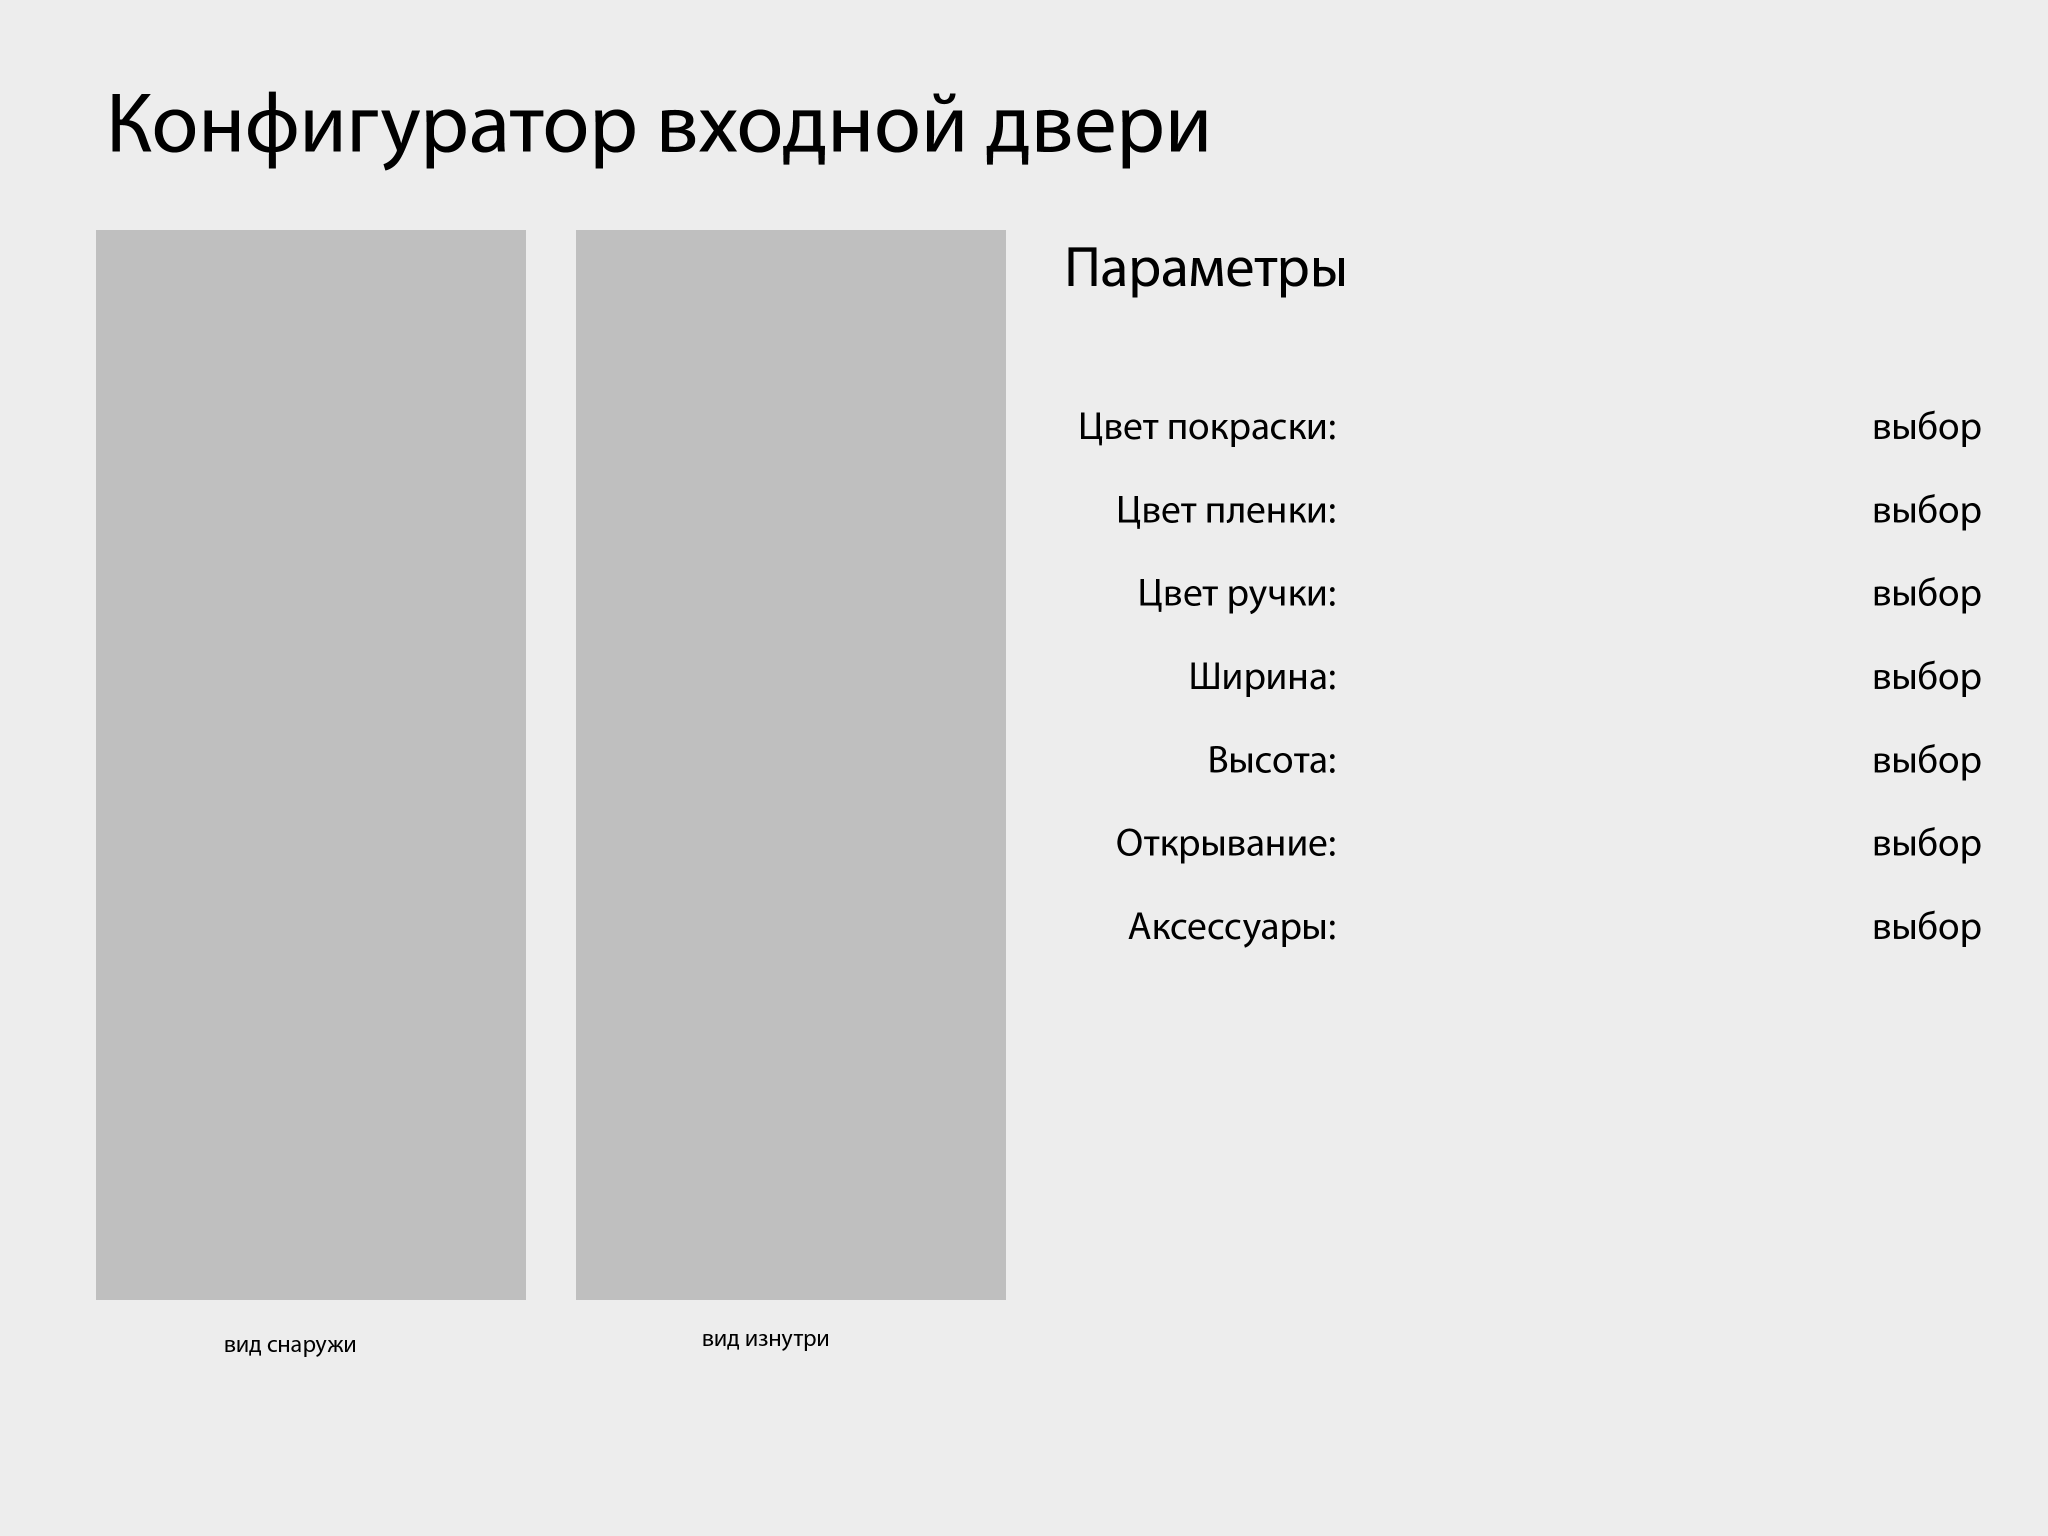 Конфигуратор входной двери
Параметры
Цвет покраски: выбор
Цвет пленки: выбор
Цвет ручки: выбор
Ширина: выбор
Высота: выбор
Открывание: выбор
Аксессуары: выбор
вид снаружи
вид изнутри